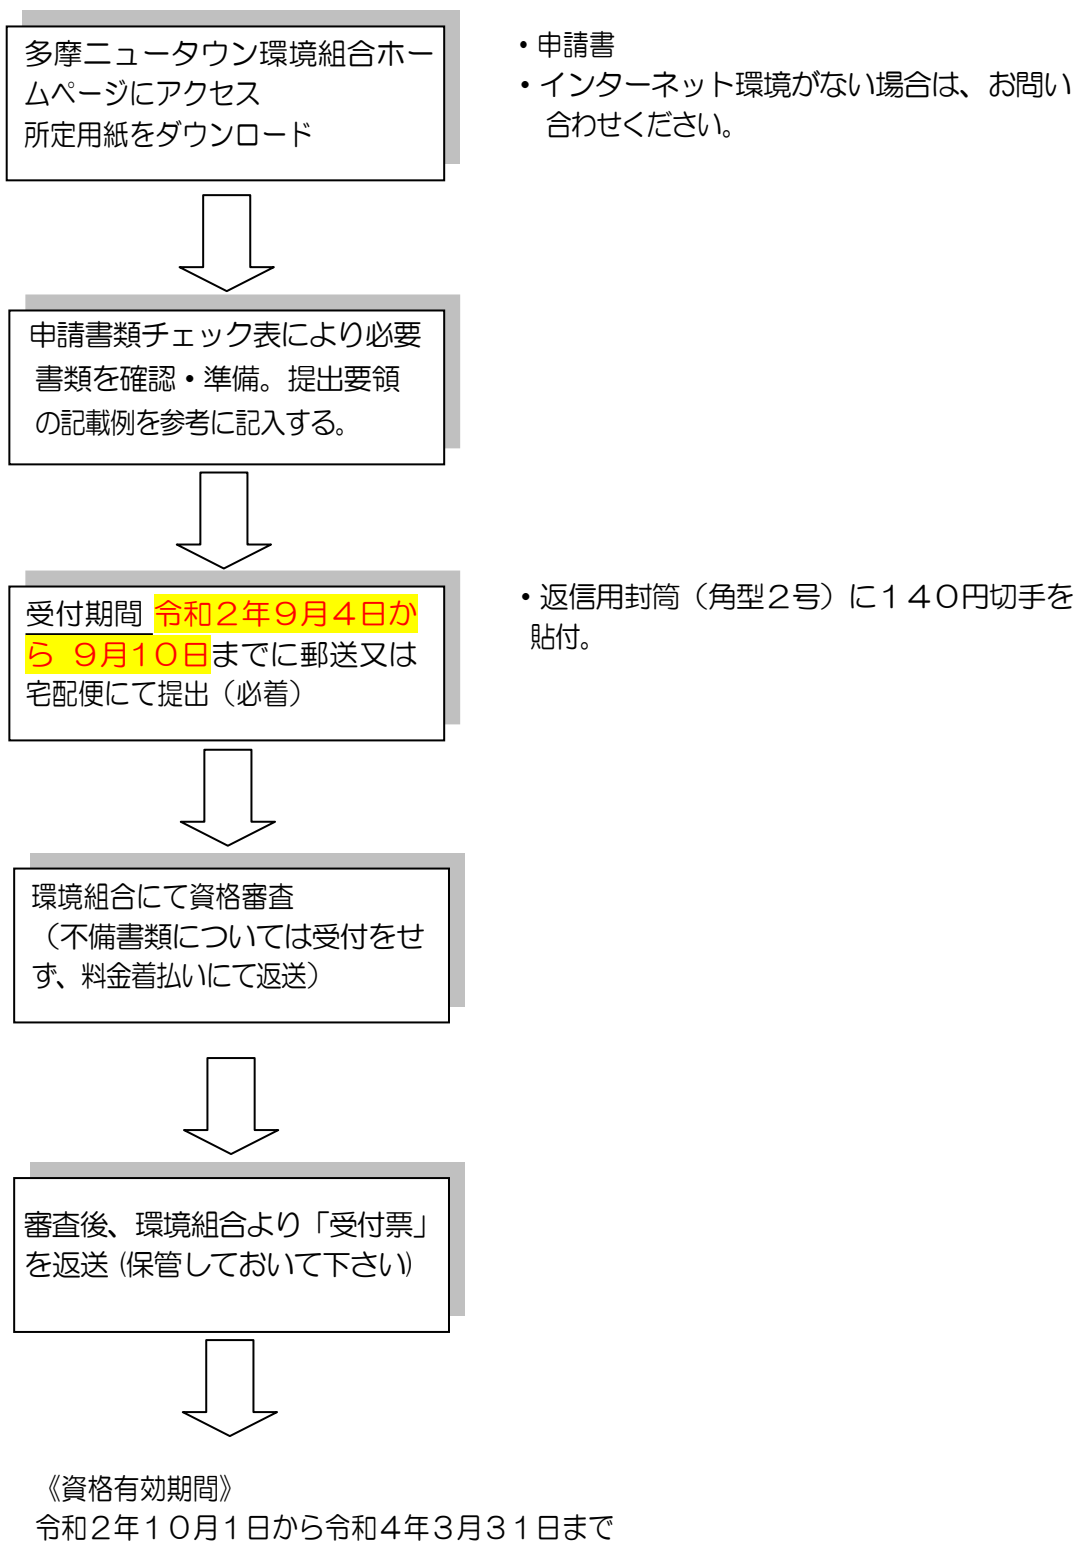 多摩ニュータウン環境組合ホー
ムページにアクセス
所定用紙をダウンロード
・申請書
・インターネット環境がない場合は、お問い
合わせください。
申請書類チェック表により必要
書類を確認・準備。提出要領
の記載例を参考に記入する。
受付期間 令和２年９月４日か
ら ９月１０日までに郵送又は
宅配便にて提出（必着）
・返信用封筒（角型２号）に１４０円切手を
貼付。
環境組合にて資格審査
（不備書類については受付をせ
ず、料金着払いにて返送）
審査後、環境組合より「受付票」
を返送 (保管しておいて下さい)
《資格有効期間》
令和２年１０月１日から令和４年３月３１日まで